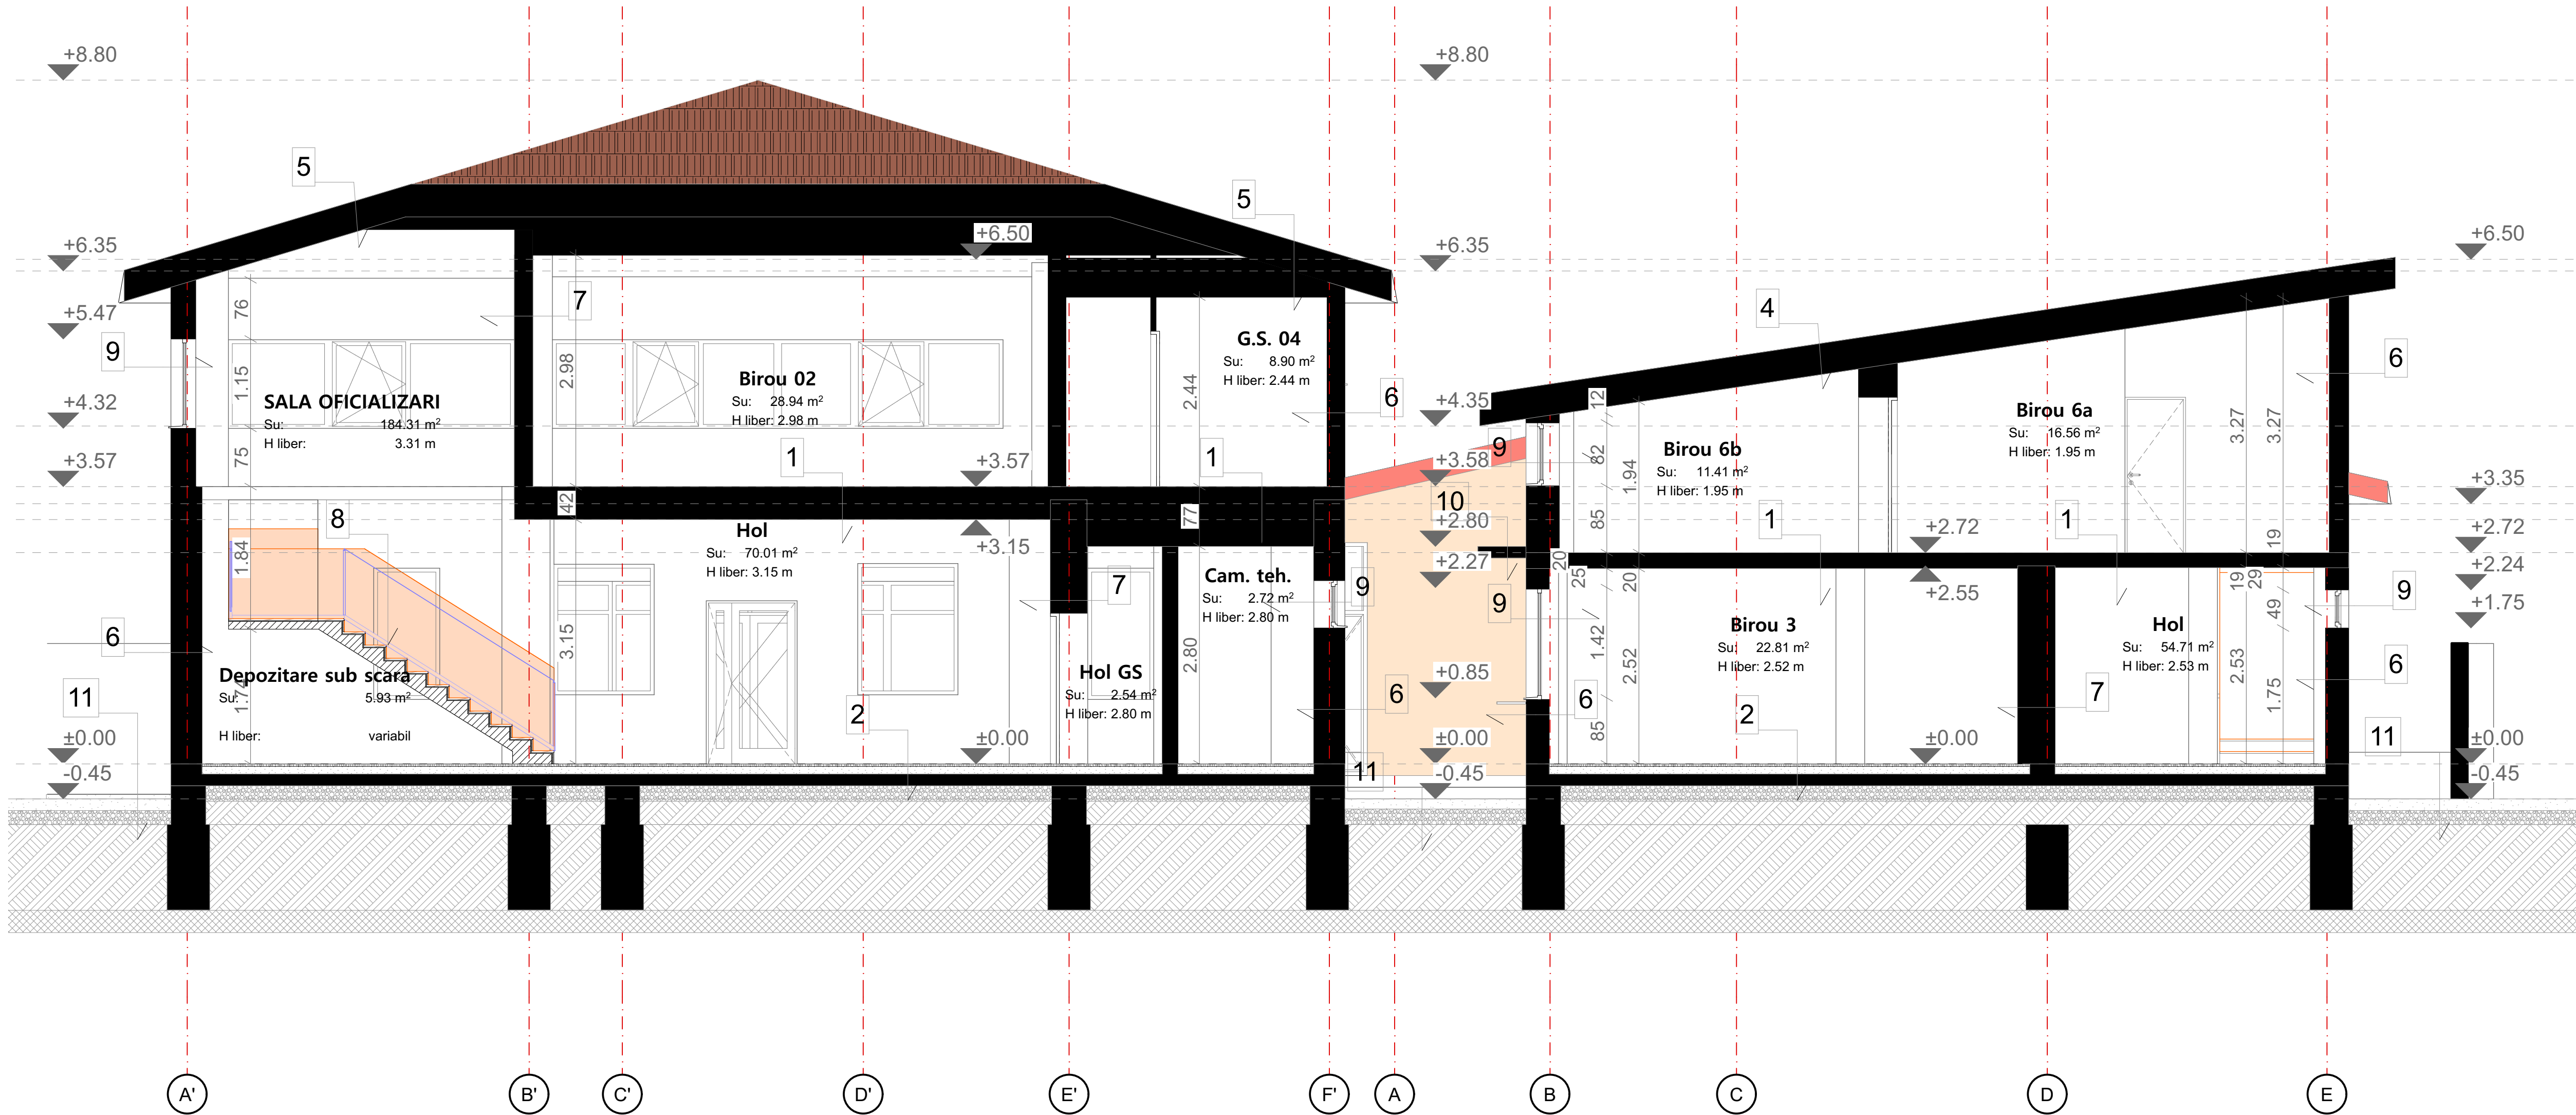 +8.80
+8.80
5
5
+6.35
+6.50
+6.35
+6.50
76
7
4
+5.47
9
2.98
G.S. 04
Su: 8.90 m²
H liber: 2.44 m
6
1.15
Birou 02
Su: 28.94 m²
H liber: 2.98 m
2.44
6
12
3.27
3.27
+4.32
SALA OFICIALIZARI
Su: 184.31 m²
H liber: 3.31 m
+4.35
Birou 6a
Su: 16.56 m²
H liber: 1.95 m
9
82
Birou 6b
Su: 11.41 m²
H liber: 1.95 m
1.94
+3.57
75
1
+3.57
1
+3.58
10
+3.35
42
77
8
+2.80
85
1
+2.72
1
19
+2.72
Hol
Su: 70.01 m²
H liber: 3.15 m
+3.15
1.84
+2.27
20
25
20
+2.55
19
29
+2.24
7
Cam. teh.
Su: 2.72 m²
H liber: 2.80 m
9
9
49
9
+1.75
6
3.15
2.80
1.42
2.52
Birou 3
Su: 22.81 m²
H liber: 2.52 m
Hol
Su: 54.71 m²
H liber: 2.53 m
2.53
6
Depozitare sub scara
Su: 5.93 m²
H liber: variabil
1.74
Hol GS
Su: 2.54 m²
H liber: 2.80 m
+0.85
6
6
7
1.75
11
2
85
2
11
±0.00
±0.00
±0.00
±0.00
±0.00
-0.45
11
-0.45
-0.45
A'
B'
C'
D'
E'
F'
A
B
C
D
E